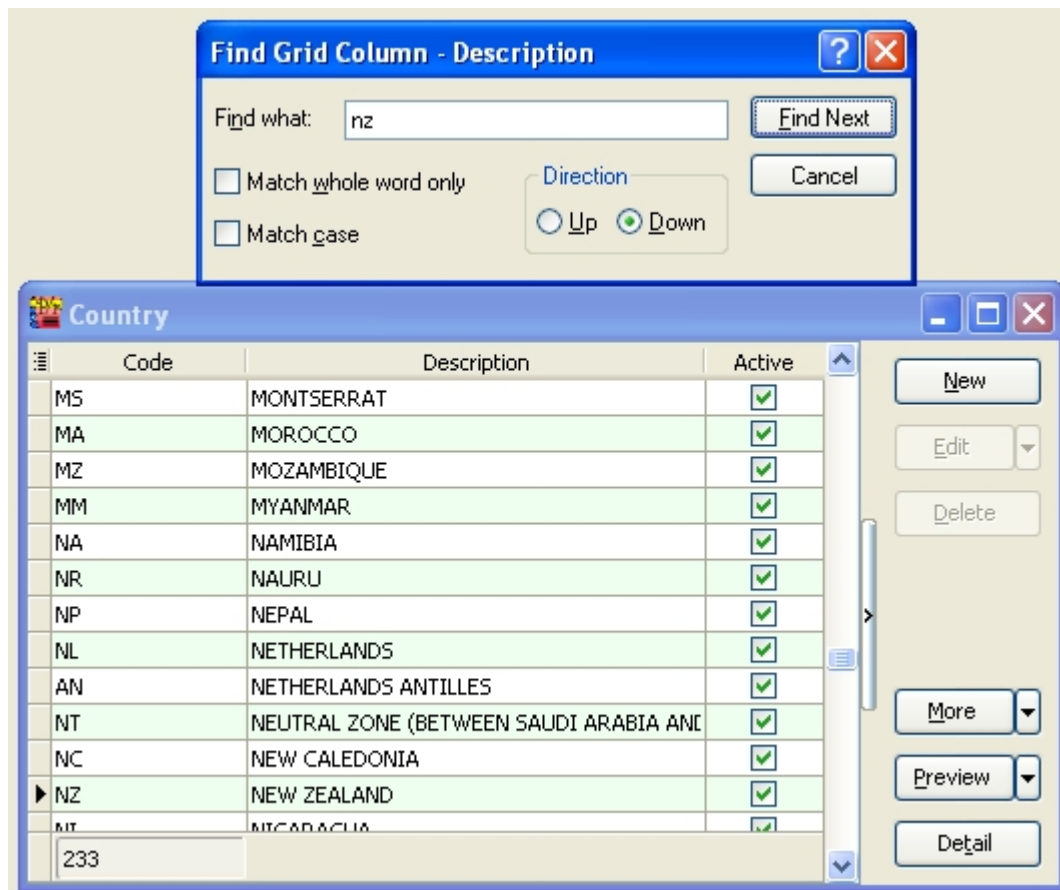 Find Grid Column - Description
Find what: nz Find Next
Match whole word only Direction Cancel
Match case Up Down
Country
Code Description Active New
MS MONTSERRAT
MA MOROCCO Edit
MZ MOZAMBIQUE
MM MYANMAR Delete
NA NAMIBIA
NR NAURU
NP NEPAL
NL NETHERLANDS
AN NETHERLANDS ANTILLES
NT NEUTRAL ZONE (BETWEEN SAUDI ARABIA AND More
NC NEW CALEDONIA
NZ NEW ZEALAND Preview
NI NICARAGUA
233 Detail